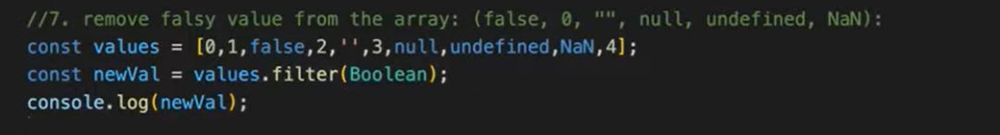 //7. remove falsy value from the array: (false, 0, "", null, undefined, NaN):
const values = [0,1,false,2,'',3,null,undefined,NaN,4];
const newVal = values.filter(Boolean);
console.log(newVal);